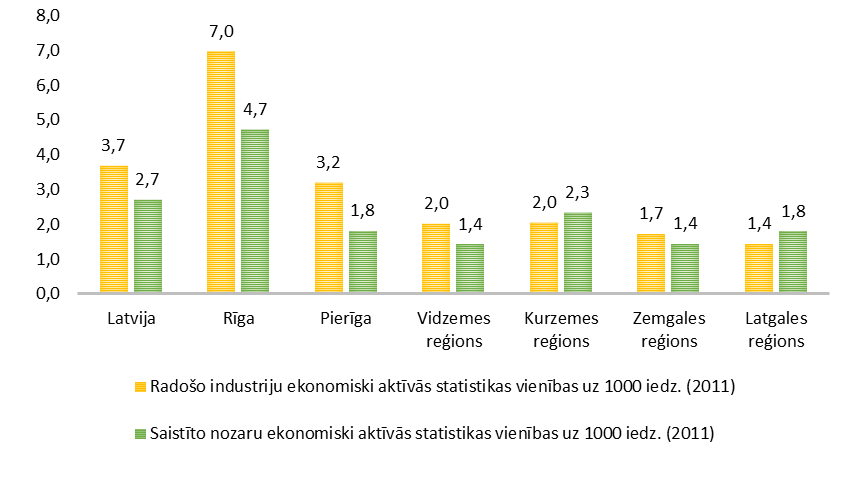 8,0
7,0
6,0
5,0
4,0
3,0
2,0
1,0
0,0
3,7
2,7
7,0
4,7
3,2
1,8
2,0
1,4
2,0
2,3
1,7
1,4
1,4
1,8
Latvija
Rīga
Pierīga
Vidzemes
reģions
Kurzemes
reģions
Zemgales
reģions
Latgales
reģions
Radošo industriju ekonomiski aktīvās statistikas vienības uz 1000 iedz. (2011)
Saistīto nozaru ekonomiski aktīvās statistikas vienības uz 1000 iedz. (2011)